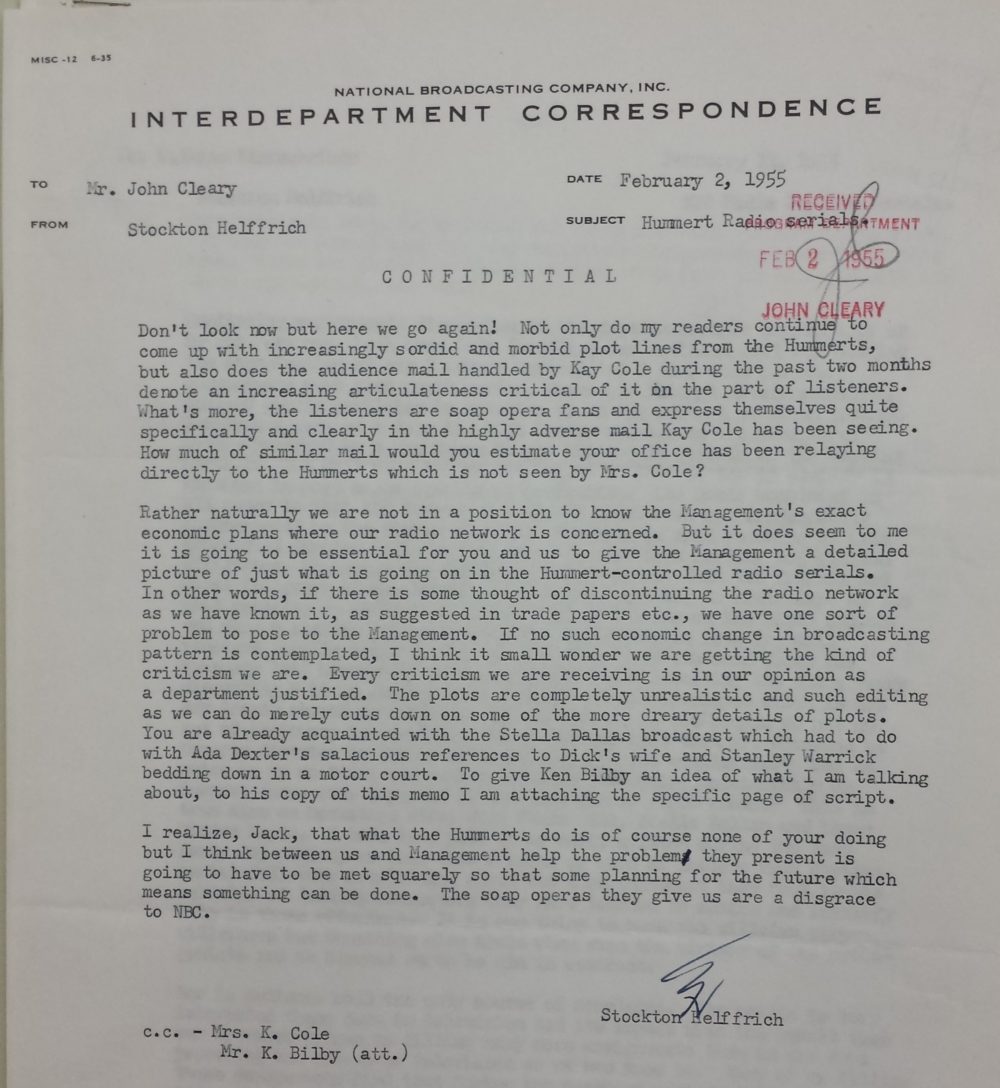 MISC-12 6-35
NATIONAL BROADCASTING COMPANY, INC.
INTERDEPARTMENT CORRESPONDENCE
TO Mr. John Cleary
DATE February 2, 1955
FROM Stockton Helffrich
SUBJECT Hummert Radio serials.
RECEIVED
PROGRAM DEPARTMENT
FEB 2 1955
JOHN CLEARY
CONFIDENTIAL
Don't look now but here we go again! Not only do my readers continue to
come up with increasingly sordid and morbid plot lines from the Hummerts,
but also does the audience mail handled by Kay Cole during the past two months
denote an increasing articulateness critical of it on the part of listeners.
What's more, the listeners are soap opera fans and express themselves quite
specifically and clearly in the highly adverse mail Kay Cole has been seeing.
How much of similar mail would you estimate your office has been relaying
directly to the Hummerts which is not seen by Mrs. Cole?
Rather naturally we are not in a position to know the Management's exact
economic plans where our radio network is concerned. But it does seem to me
it is going to be essential for you and us to give the Management a detailed
picture of just what is going on in the Hummert-controlled radio serials.
In other words, if there is some thought of discontinuing the radio network
as we have known it, as suggested in trade papers etc., we have one sort of
problem to pose to the Management. If no such economic change in broadcasting
pattern is contemplated, I think it small wonder we are getting the kind of
criticism we are. Every criticism we are receiving is in our opinion as
a department justified. The plots are completely unrealistic and such editing
as we can do merely cuts down on some of the more dreary details of plots.
You are already acquainted with the Stella Dallas broadcast which had to do
with Ada Dexter's salacious references to Dick's wife and Stanley Warrick
bedding down in a motor court. To give Ken Bilby an idea of what I am talking
about, to his copy of this memo I am attaching the specific page of script.
I realize, Jack, that what the Hummerts do is of course none of your doing
but I think between us and Management help the problem they present is
going to have to be met squarely so that some planning for the future which
means something can be done. The soap operas they give us are a disgrace
to NBC.
Stockton Helffrich
c.c. - Mrs. K. Cole
Mr. K. Bilby (att.)